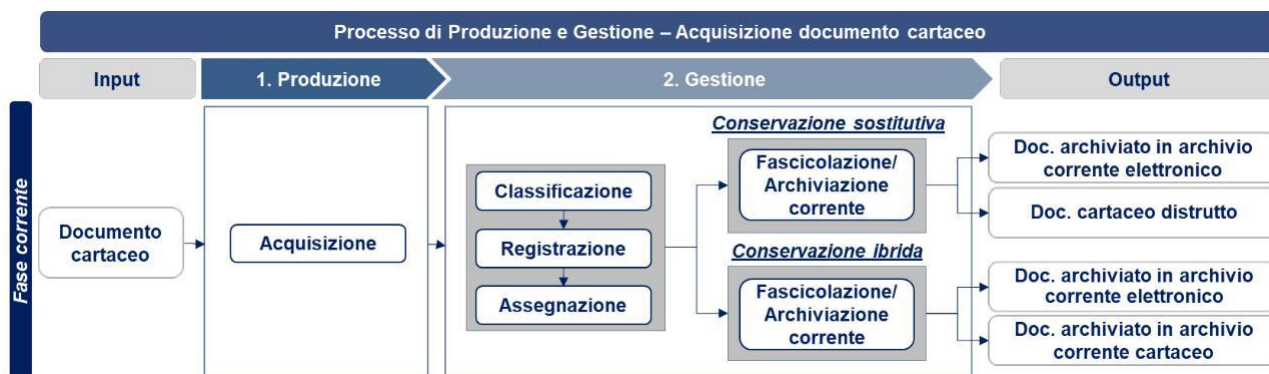 Processo di Produzione e Gestione – Acquisizione documento cartaceo
Input
1. Produzione
2. Gestione
Output
Fase corrente
Documento
cartaceo
Acquisizione
Classificazione
Registrazione
Assegnazione
Conservazione sostitutiva
Fascicolazione/
Archiviazione
corrente
Conservazione ibrida
Fascicolazione/
Archiviazione
corrente
Doc. archiviato in archivio
corrente elettronico
Doc. cartaceo distrutto
Doc. archiviato in archivio
corrente elettronico
Doc. archiviato in archivio
corrente cartaceo